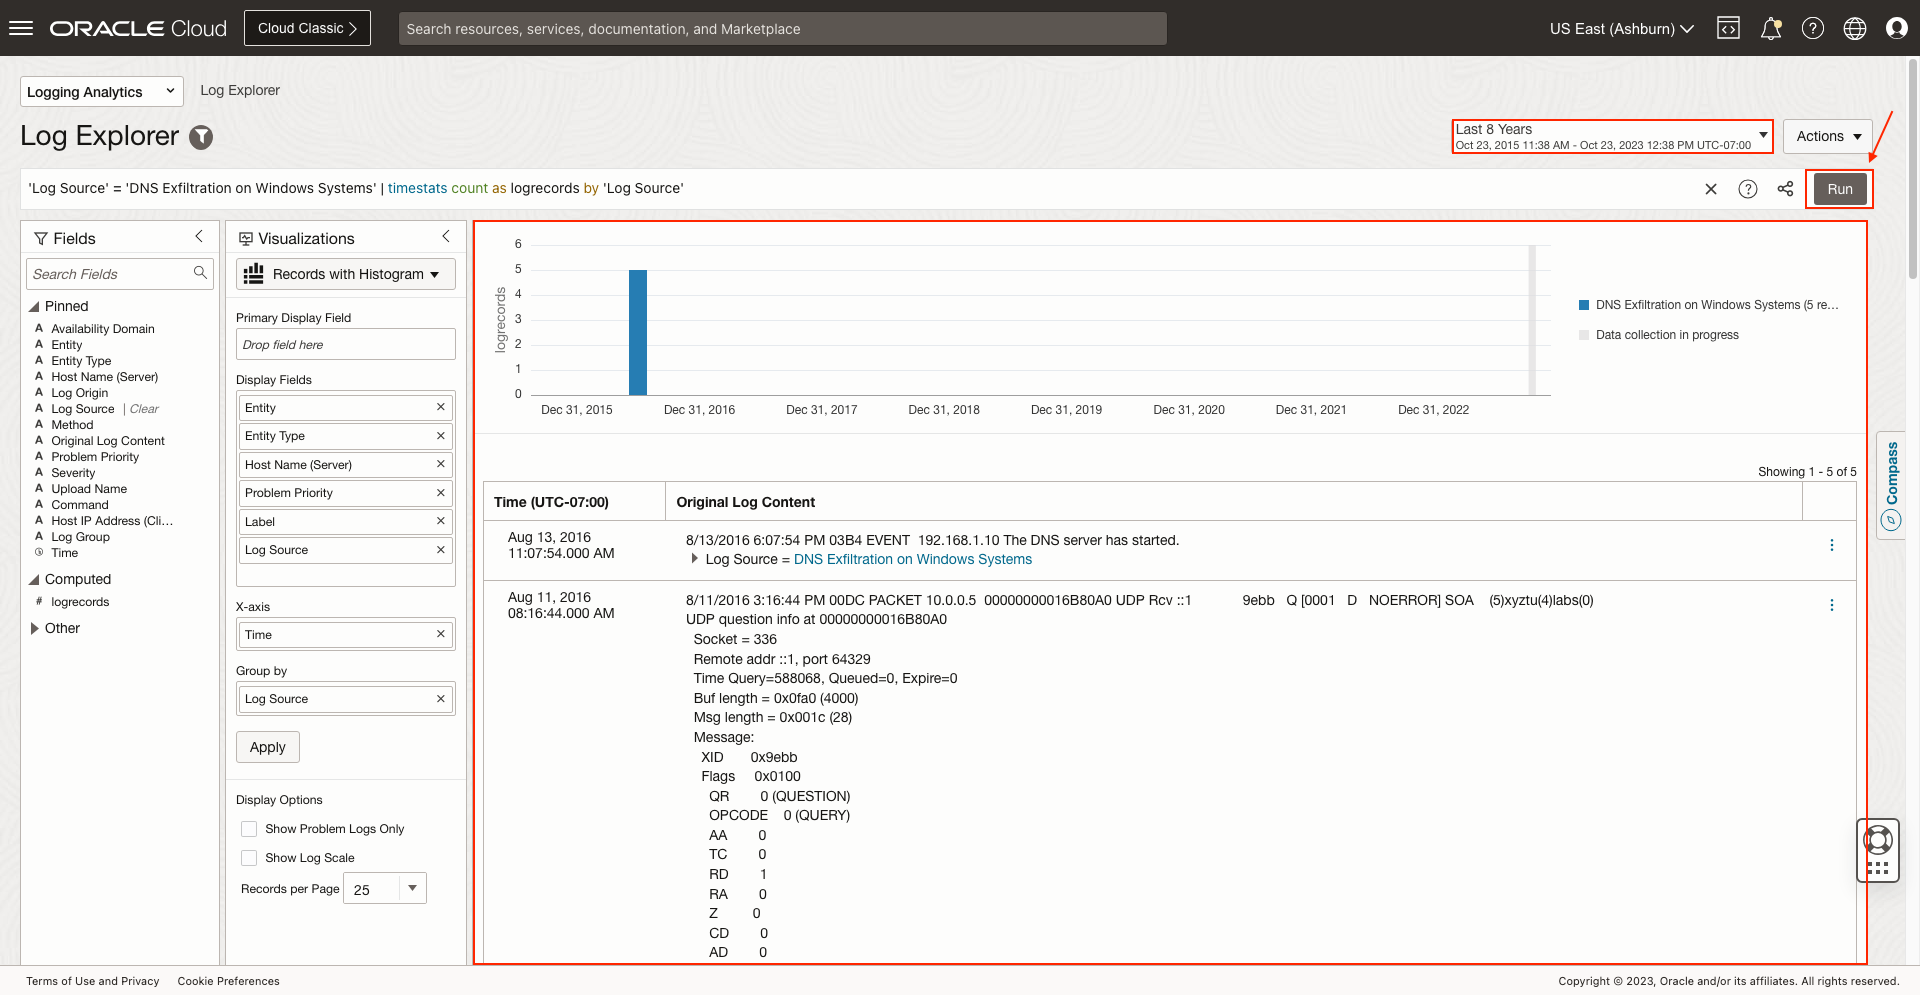 ORACLE Cloud
Cloud Classic
Search resources, services, documentation, and Marketplace
US East (Ashburn)
Logging Analytics
Log Explorer
Log Explorer
Last 8 Years
Oct 23, 2015 11:38 AM - Oct 23, 2023 12:38 PM UTC-07:00
Actions
'Log Source' = 'DNS Exfiltration on Windows Systems' | timestats count as logrecords by 'Log Source'
Run
Fields
Search Fields
Pinned
A Availability Domain
A Entity
A Entity Type
A Host Name (Server)
A Log Origin
A Log Source | Clear
A Method
A Original Log Content
A Problem Priority
A Severity
A Upload Name
A Command
A Host IP Address (Cli...
A Log Group
Time
Computed
# logrecords
Other
Visualizations
Records with Histogram
Primary Display Field
Drop field here
Display Fields
Entity
Entity Type
Host Name (Server)
Problem Priority
Label
Log Source
X-axis
Time
Group by
Log Source
Apply
Display Options
Show Problem Logs Only
Show Log Scale
Records per Page 25
logrecords
6
5
4
3
2
1
0
Dec 31, 2015 Dec 31, 2016 Dec 31, 2017 Dec 31, 2018 Dec 31, 2019 Dec 31, 2020 Dec 31, 2021 Dec 31, 2022
DNS Exfiltration on Windows Systems (5 re...
Data collection in progress
Showing 1 - 5 of 5
Time (UTC-07:00) Original Log Content
Aug 13, 2016
11:07:54.000 AM
8/13/2016 6:07:54 PM 03B4 EVENT 192.168.1.10 The DNS server has started.
Log Source = DNS Exfiltration on Windows Systems
Aug 11, 2016
08:16:44.000 AM
8/11/2016 3:16:44 PM 00DC PACKET 10.0.0.5 00000000016B80A0 UDP Rcv ::1 9ebb Q [0001 D NOERROR] SOA (5)xyztu(4)labs(0)
UDP question info at 00000000016B80A0
Socket = 336
Remote addr ::1, port 64329
Time Query=588068, Queued=0, Expire=0
Buf length = 0x0fa0 (4000)
Msg length = 0x001c (28)
Message:
XID 0x9ebb
Flags 0x0100
QR 0 (QUESTION)
OPCODE 0 (QUERY)
AA 0
TC 0
RD 1
RA 0
Z 0
CD 0
AD 0
Compass
Terms of Use and Privacy
Cookie Preferences
Copyright © 2023, Oracle and/or its affiliates. All rights reserved.